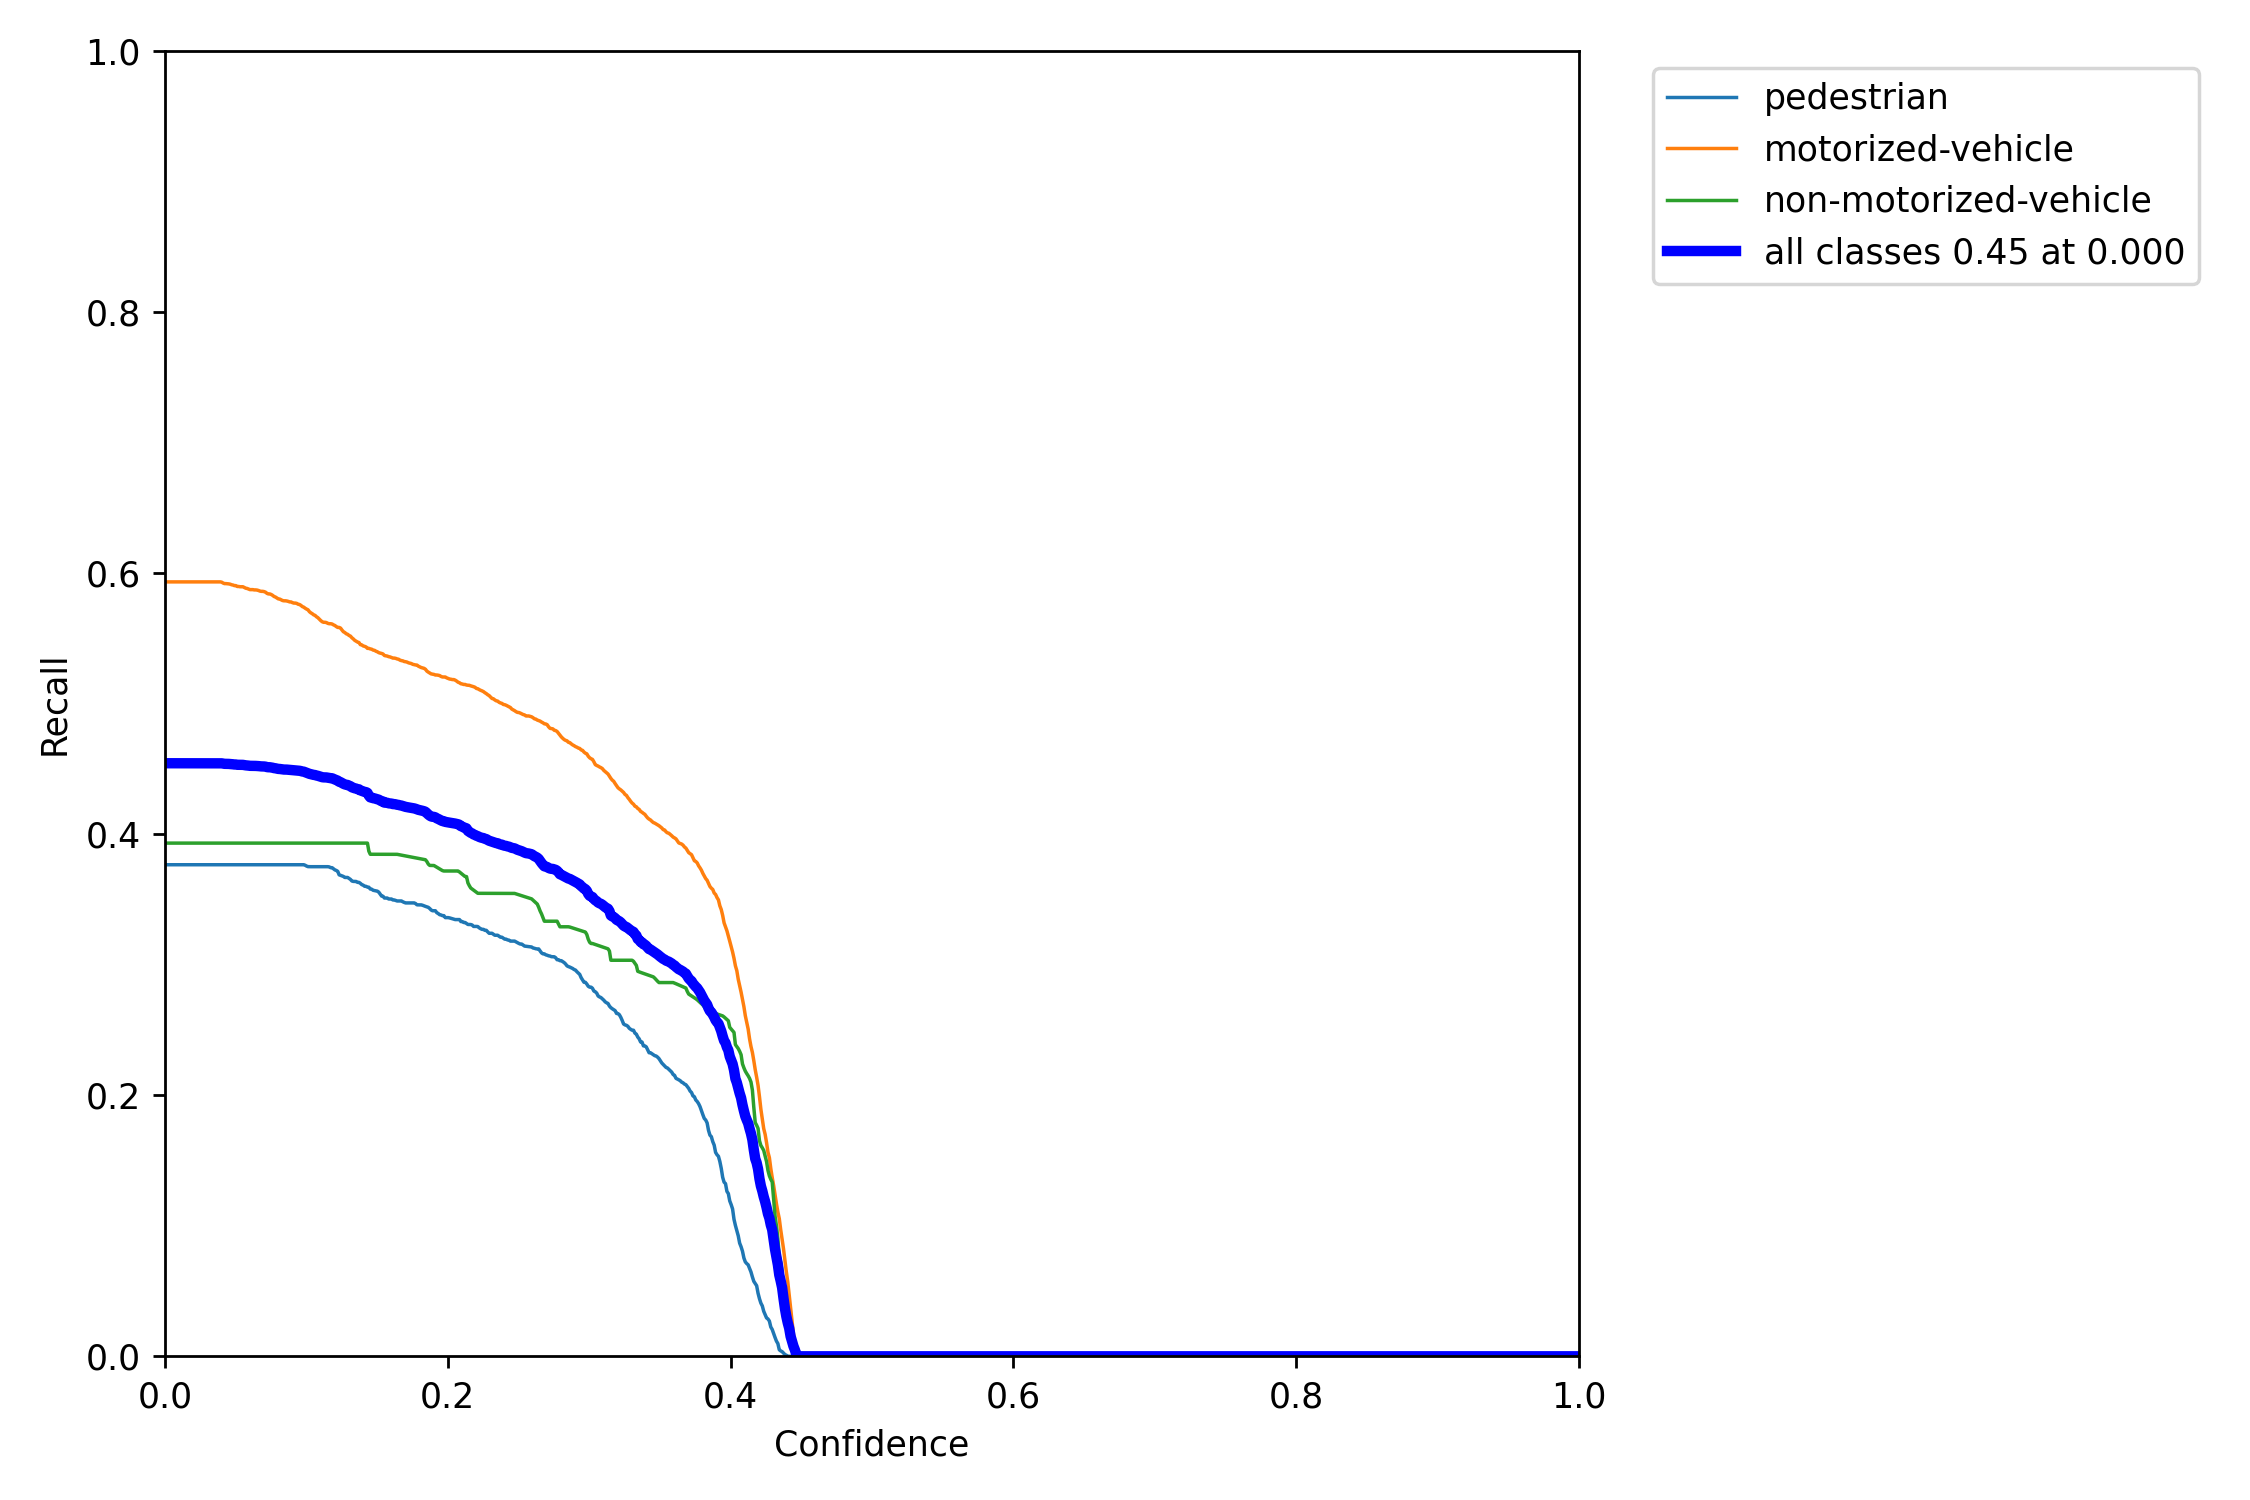 1.0
0.8
0.6
0.4
0.2
0.0
Recall
0.0 0.2 0.4 0.6 0.8 1.0
Confidence
pedestrian
motorized-vehicle
non-motorized-vehicle
all classes 0.45 at 0.000